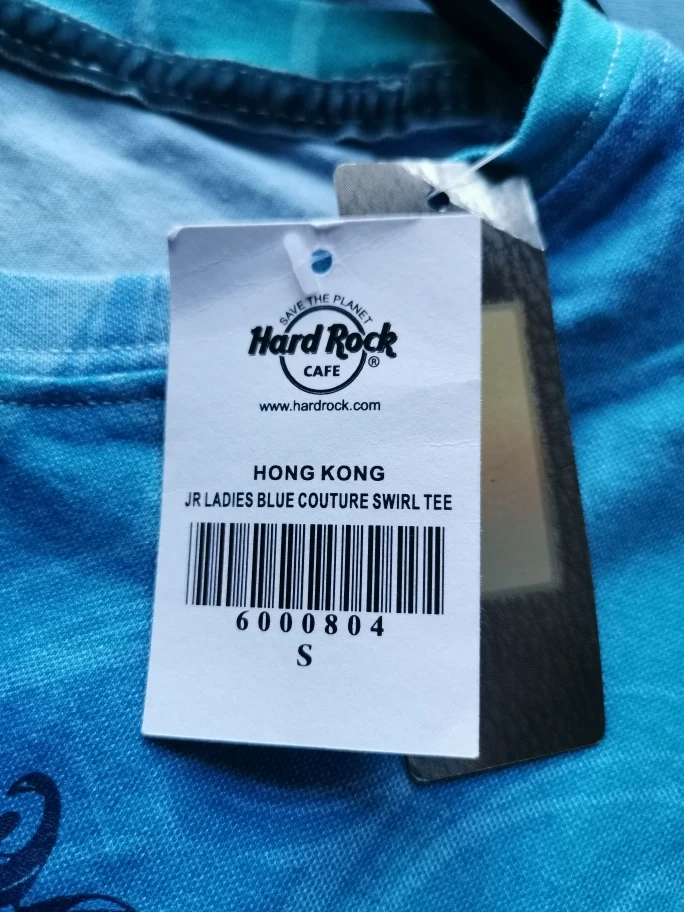 SAVE THE PLANET
Hard Rock
CAFE ®
www.hardrock.com
HONG KONG
JR LADIES BLUE COUTURE SWIRL TEE
6000804
S